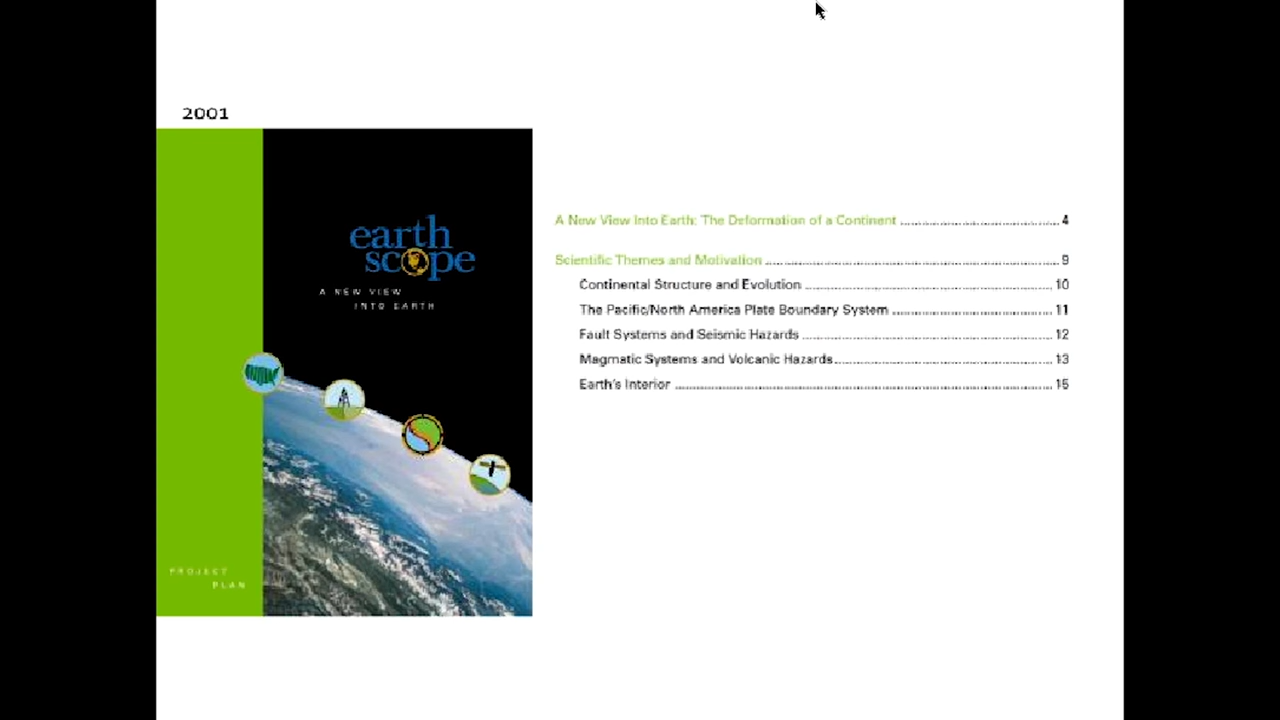 2001
earth
scope
A NEW VIEW
INTO EARTH
PROJECT
PLAN
A New View Into Earth: The Deformation of a Continent ........ 4
Scientific Themes and Motivation ........ 9
Continental Structure and Evolution ........ 10
The Pacific/North America Plate Boundary System ........ 11
Fault Systems and Seismic Hazards ........ 12
Magmatic Systems and Volcanic Hazards ........ 13
Earth's Interior ........ 15